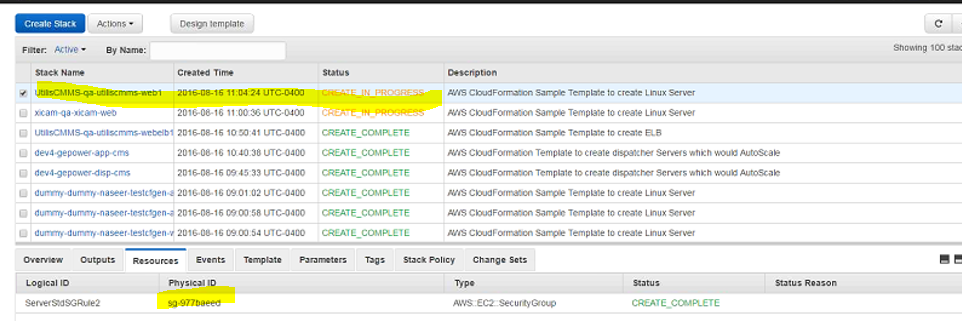 Create Stack Actions Design template
Filter: Active By Name: Showing 100 stac
Stack Name Created Time Status Description
UtilisCMMS-qa-utiliscmms-web1 2016-08-16 11:04:24 UTC-0400 CREATE_IN_PROGRESS AWS CloudFormation Sample Template to create Linux Server
xicam-qa-xicam-web 2016-08-16 11:00:36 UTC-0400 CREATE_IN_PROGRESS AWS CloudFormation Sample Template to create Linux Server
UtilisCMMS-qa-utiliscmms-webelb1 2016-08-16 10:50:41 UTC-0400 CREATE_COMPLETE AWS CloudFormation Sample Template to create ELB
dev4-gepower-app-cms 2016-08-16 10:40:38 UTC-0400 CREATE_COMPLETE AWS CloudFormation Template to create dispatcher Servers which would AutoScale
dev4-gepower-disp-cms 2016-08-16 09:45:33 UTC-0400 CREATE_COMPLETE AWS CloudFormation Template to create dispatcher Servers which would AutoScale
dummy-dummy-naseer-testcfgen-a 2016-08-16 09:01:02 UTC-0400 CREATE_COMPLETE AWS CloudFormation Sample Template to create Linux Server
dummy-dummy-naseer-testcfgen-v 2016-08-16 09:00:58 UTC-0400 CREATE_COMPLETE AWS CloudFormation Sample Template to create Linux Server
dummy-dummy-naseer-testcfgen-v 2016-08-16 09:00:54 UTC-0400 CREATE_COMPLETE AWS CloudFormation Sample Template to create Linux Server
Overview Outputs Resources Events Template Parameters Tags Stack Policy Change Sets
Logical ID Physical ID Type Status Status Reason
ServerStdSGRule2 sg-977baeed AWS::EC2::SecurityGroup CREATE_COMPLETE